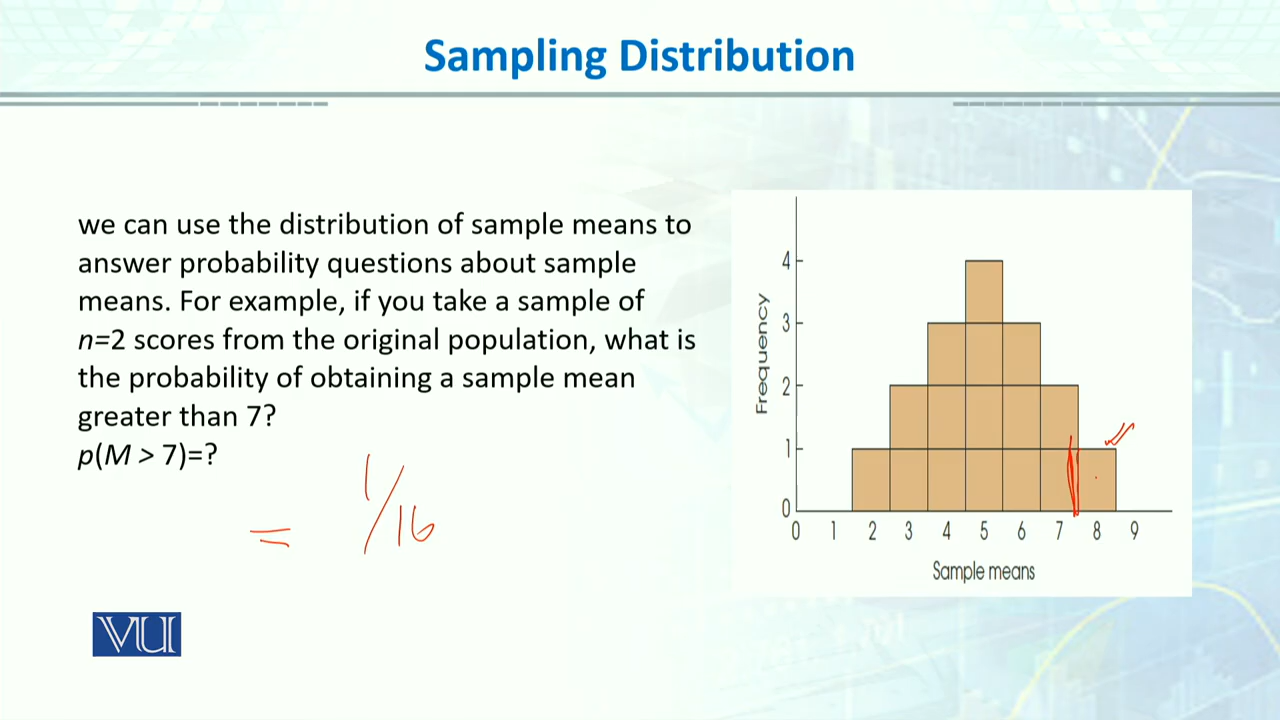 Sampling Distribution
we can use the distribution of sample means to
answer probability questions about sample
means. For example, if you take a sample of
n=2 scores from the original population, what is
the probability of obtaining a sample mean
greater than 7?
p(M > 7)=?
= 1/16
VU
Frequency
4
3
2
1
0
0 1 2 3 4 5 6 7 8 9
Sample means